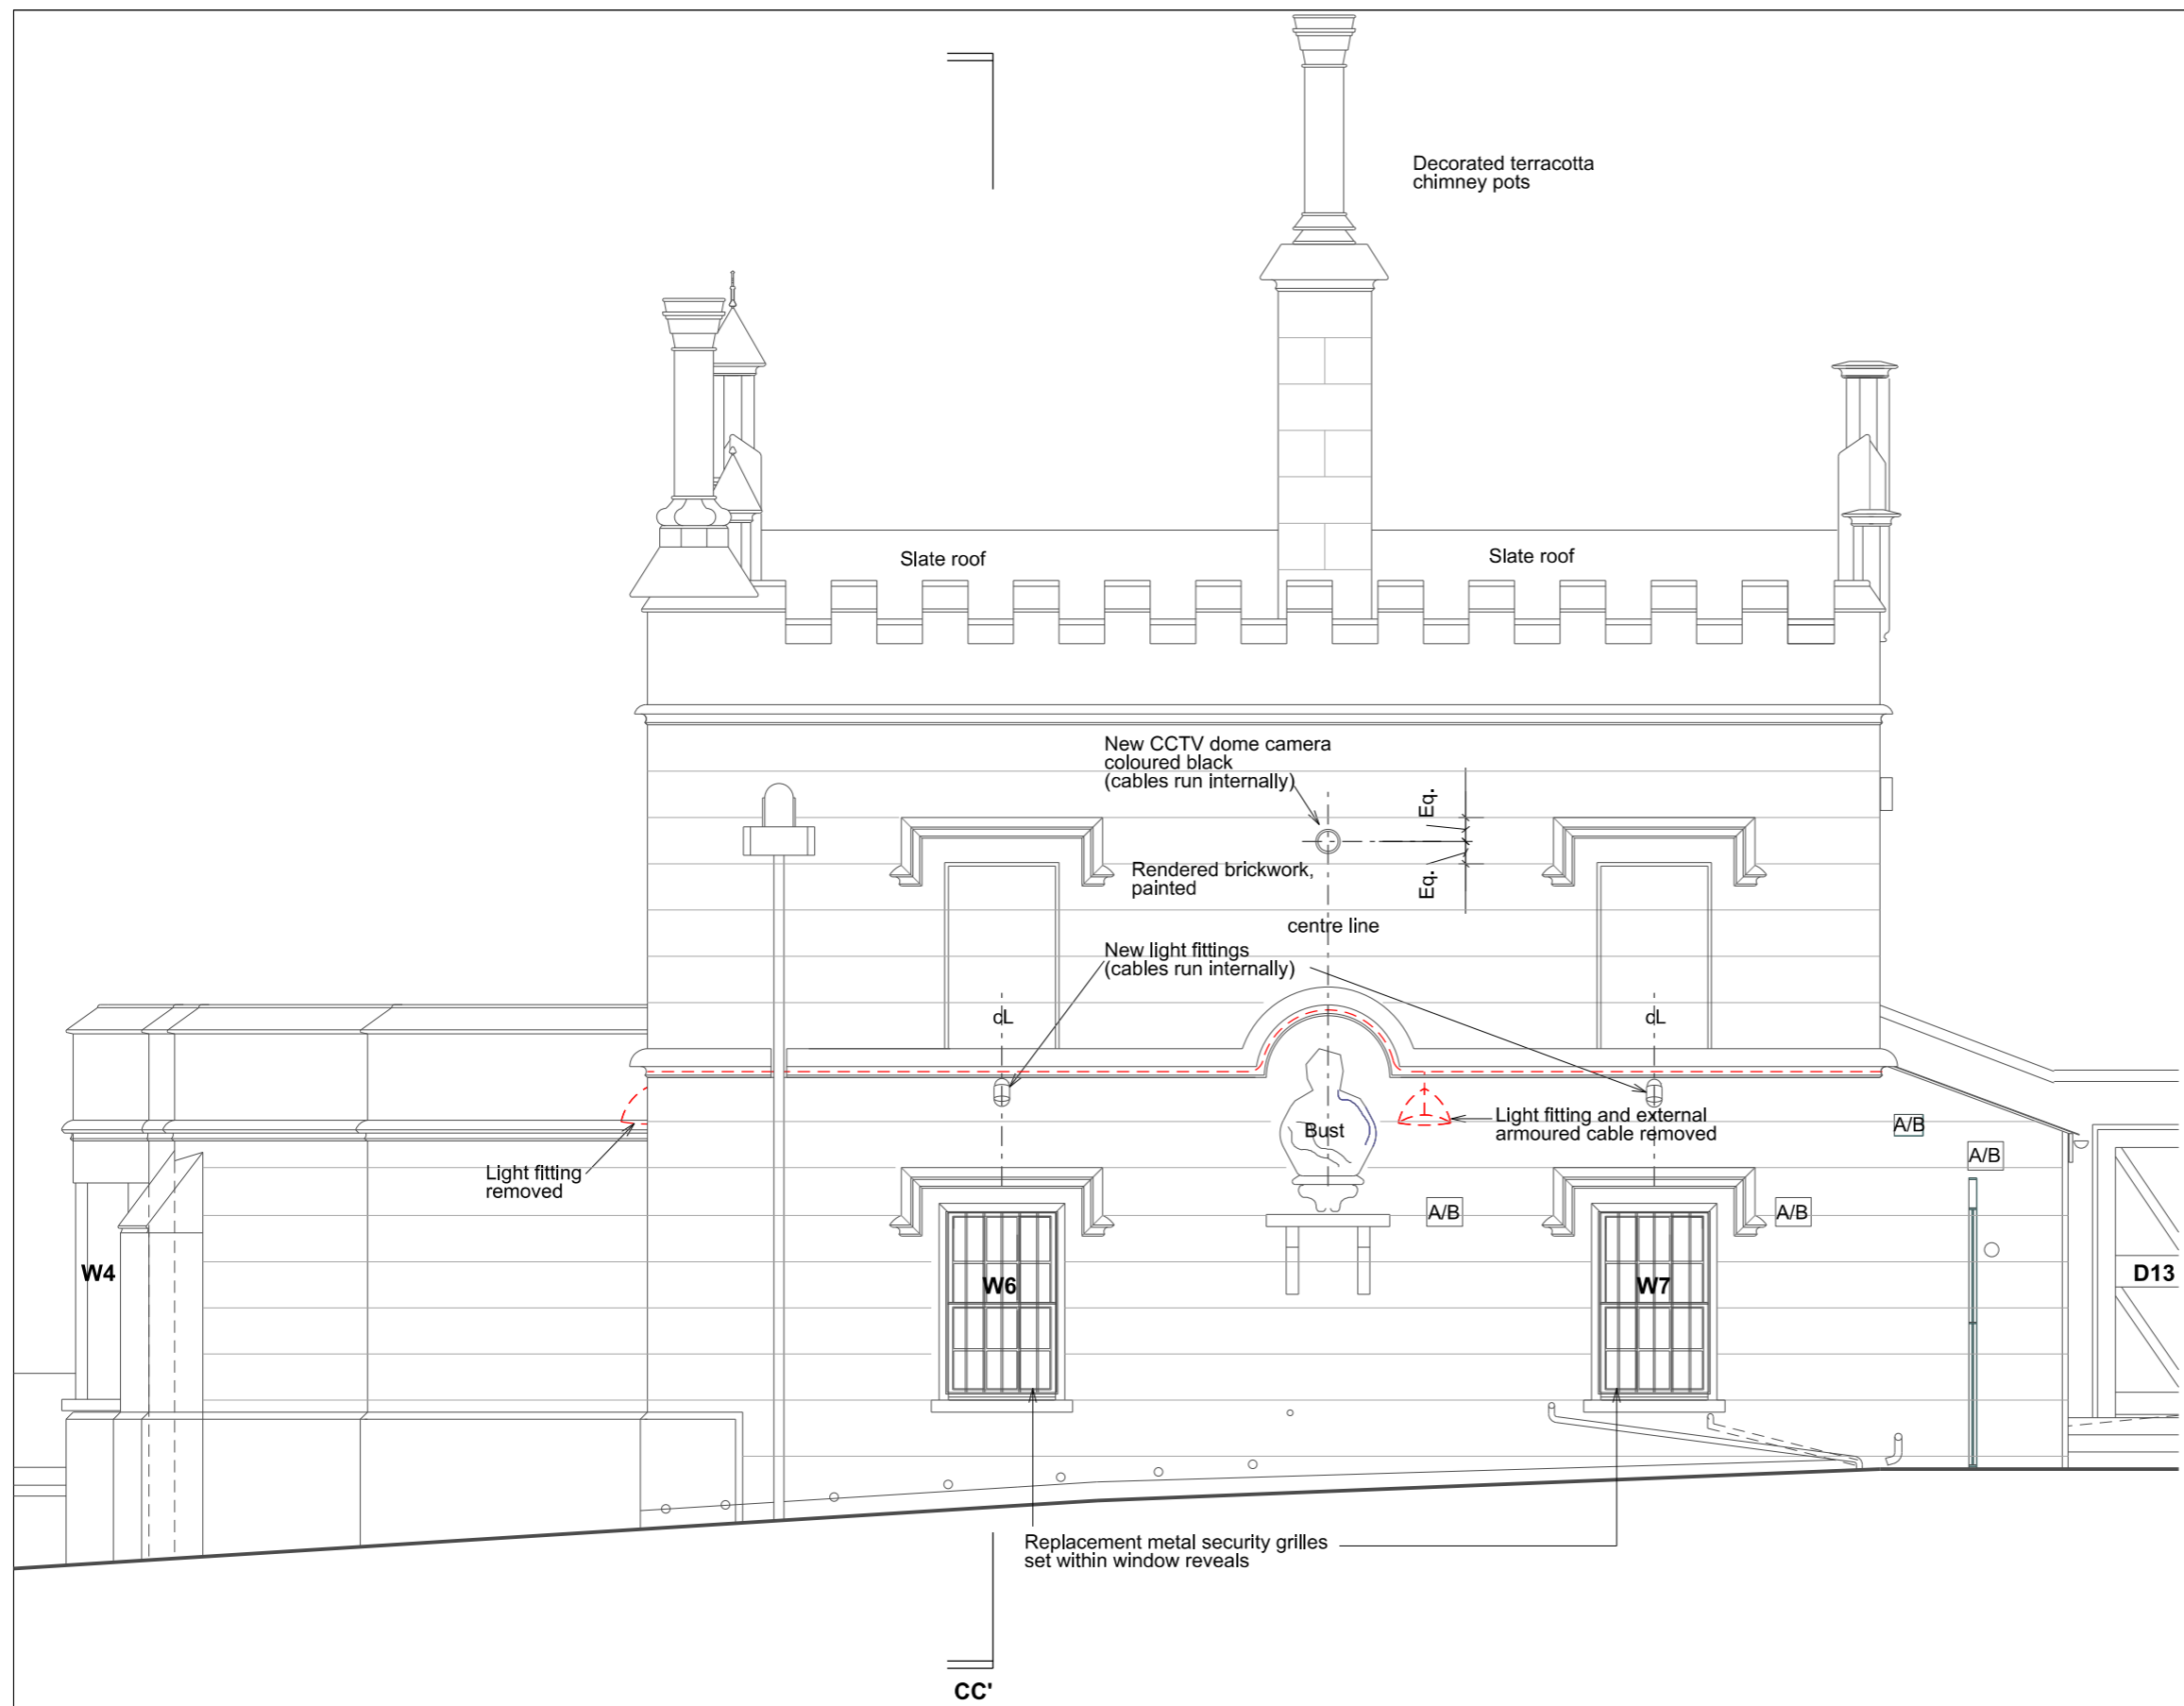 Decorated terracotta
chimney pots
Slate roof
Slate roof
New CCTV dome camera
coloured black
(cables run internally)
Eq.
Rendered brickwork,
painted
Eq.
centre line
New light fittings
(cables run internally)
cL
cL
Light fitting and external
armoured cable removed
Bust
A/B
A/B
Light fitting
removed
A/B
A/B
W4
W6
W7
D13
Replacement metal security grilles
set within window reveals
CC'